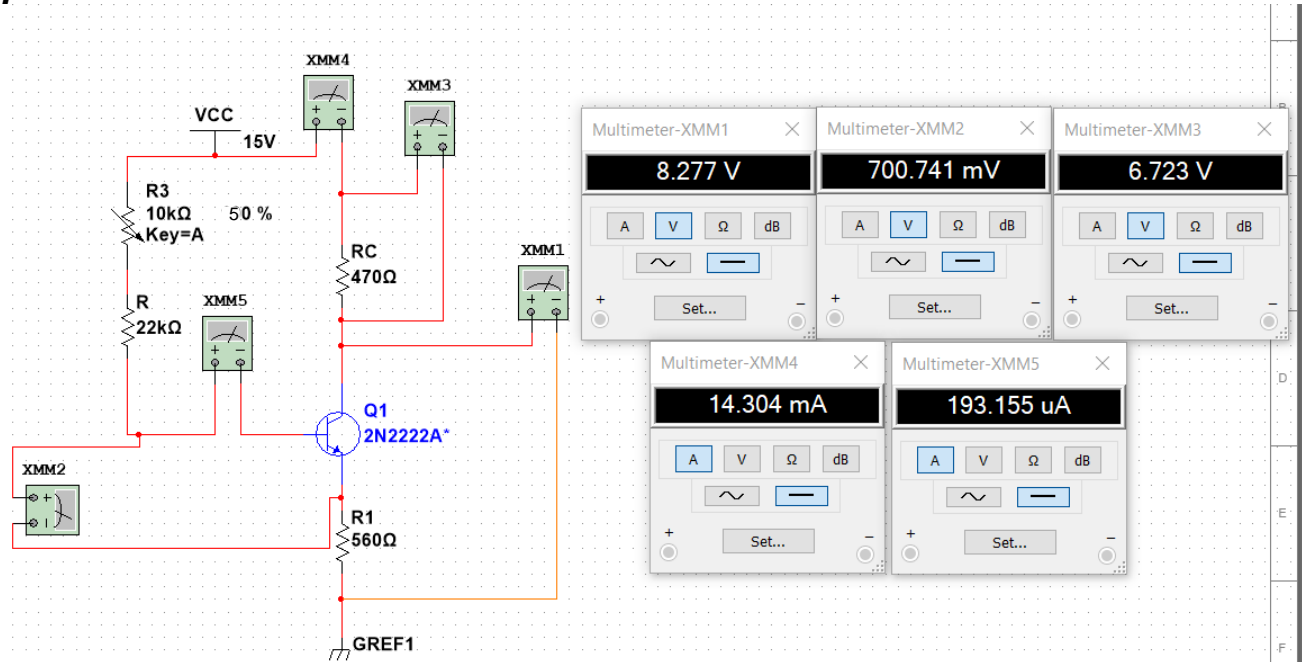 XMM4
XMM3
VCC
15V
R3
10kΩ
50 %
Key=A
RC
470Ω
XMM1
R
22kΩ
XMM5
Q1
2N2222A*
XMM2
R1
560Ω
GREF1
Multimeter-XMM1 ×
8.277 V
A V Ω dB
+ −
Set...
Multimeter-XMM2 ×
700.741 mV
A V Ω dB
+ −
Set...
Multimeter-XMM3 ×
6.723 V
A V Ω dB
+ −
Set...
Multimeter-XMM4 ×
14.304 mA
A V Ω dB
+ −
Set...
Multimeter-XMM5 ×
193.155 uA
A V Ω dB
+ −
Set...
D
E
F